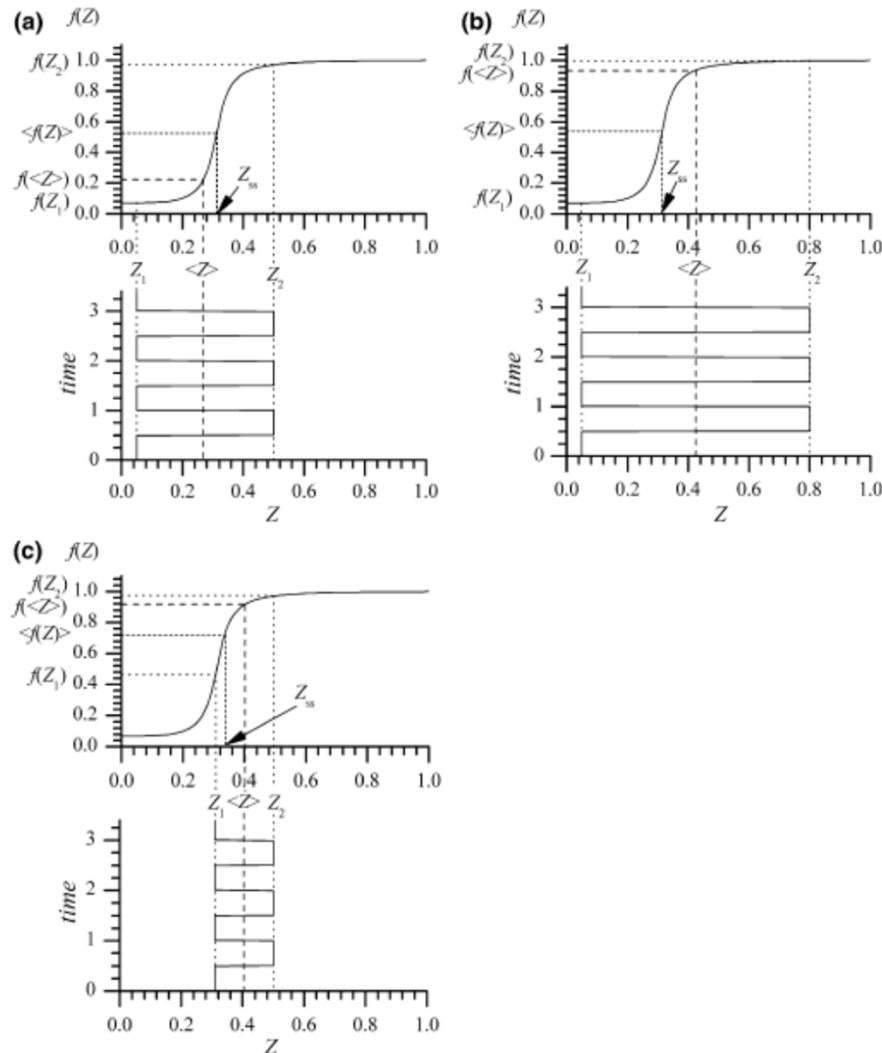 (a) f(Z)
f(Z₂) 1.0
0.8
<f(Z)> 0.6
0.4
f(<Z>) 0.2
f(Z₁) 0.0
Zss
0.0 0.2 0.4 0.6 0.8 1.0
Z₁ <Z> Z₂
3
2
1
0
time
0.0 0.2 0.4 0.6 0.8 1.0
Z
(b) f(Z)
f(Z₂) 1.0
f(<Z>)
0.8
<f(Z)> 0.6
0.4
f(Z₁) 0.2
0.0
Zss
0.0 0.2 0.4 0.6 0.8 1.0
Z₁ <Z> Z₂
3
2
1
0
time
0.0 0.2 0.4 0.6 0.8 1.0
Z
(c) f(Z)
f(Z₂) 1.0
f(<Z>)
0.8
<f(Z)>
0.6
f(Z₁) 0.4
0.2
0.0
Zss
0.0 0.2 0.4 0.6 0.8 1.0
Z₁ <Z> Z₂
3
2
1
0
time
0.0 0.2 0.4 0.6 0.8 1.0
Z